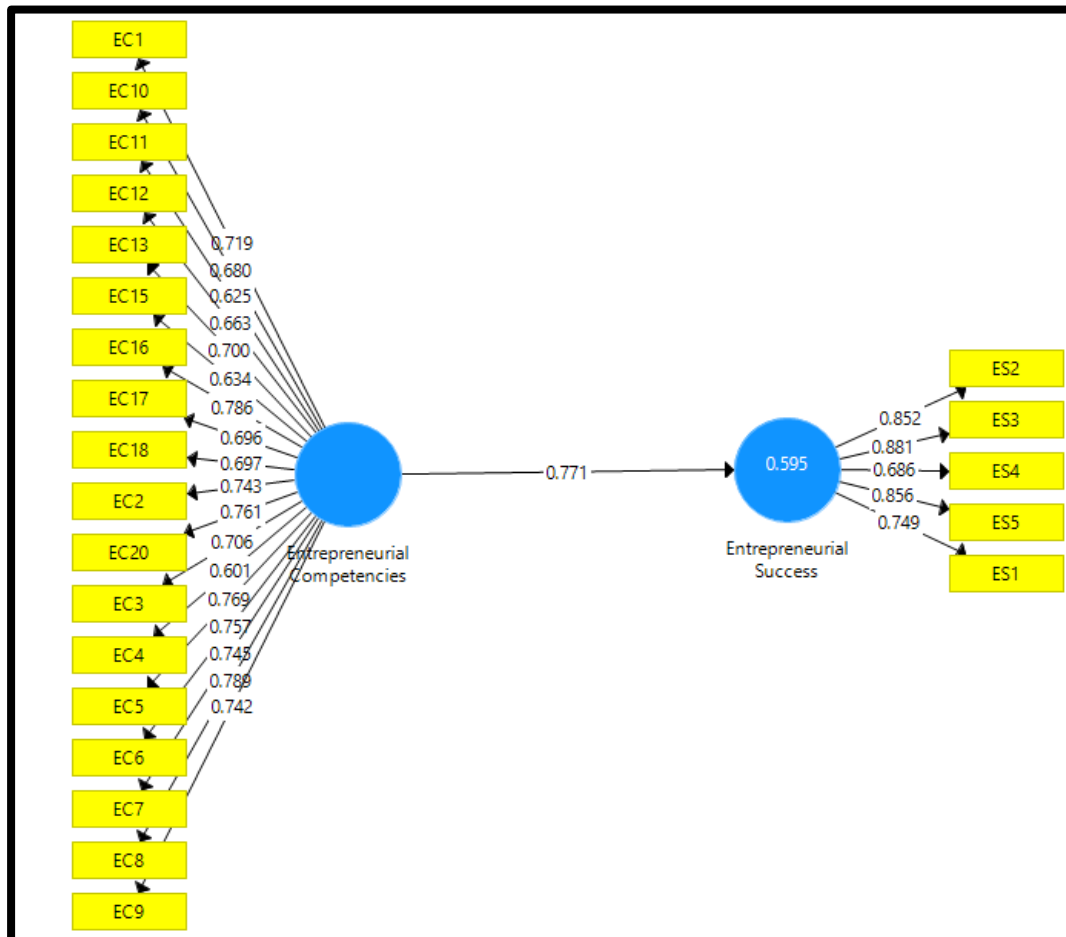 EC1
EC10
EC11
EC12
EC13
EC15
EC16
EC17
EC18
EC2
EC20
EC3
EC4
EC5
EC6
EC7
EC8
EC9
0.719
0.680
0.625
0.663
0.700
0.634
0.786
0.696
0.697
0.743
0.761
0.706
0.601
0.769
0.757
0.745
0.789
0.742
Entrepreneurial
Competencies
0.771
0.595
Entrepreneurial
Success
0.852
0.881
0.686
0.856
0.749
ES2
ES3
ES4
ES5
ES1